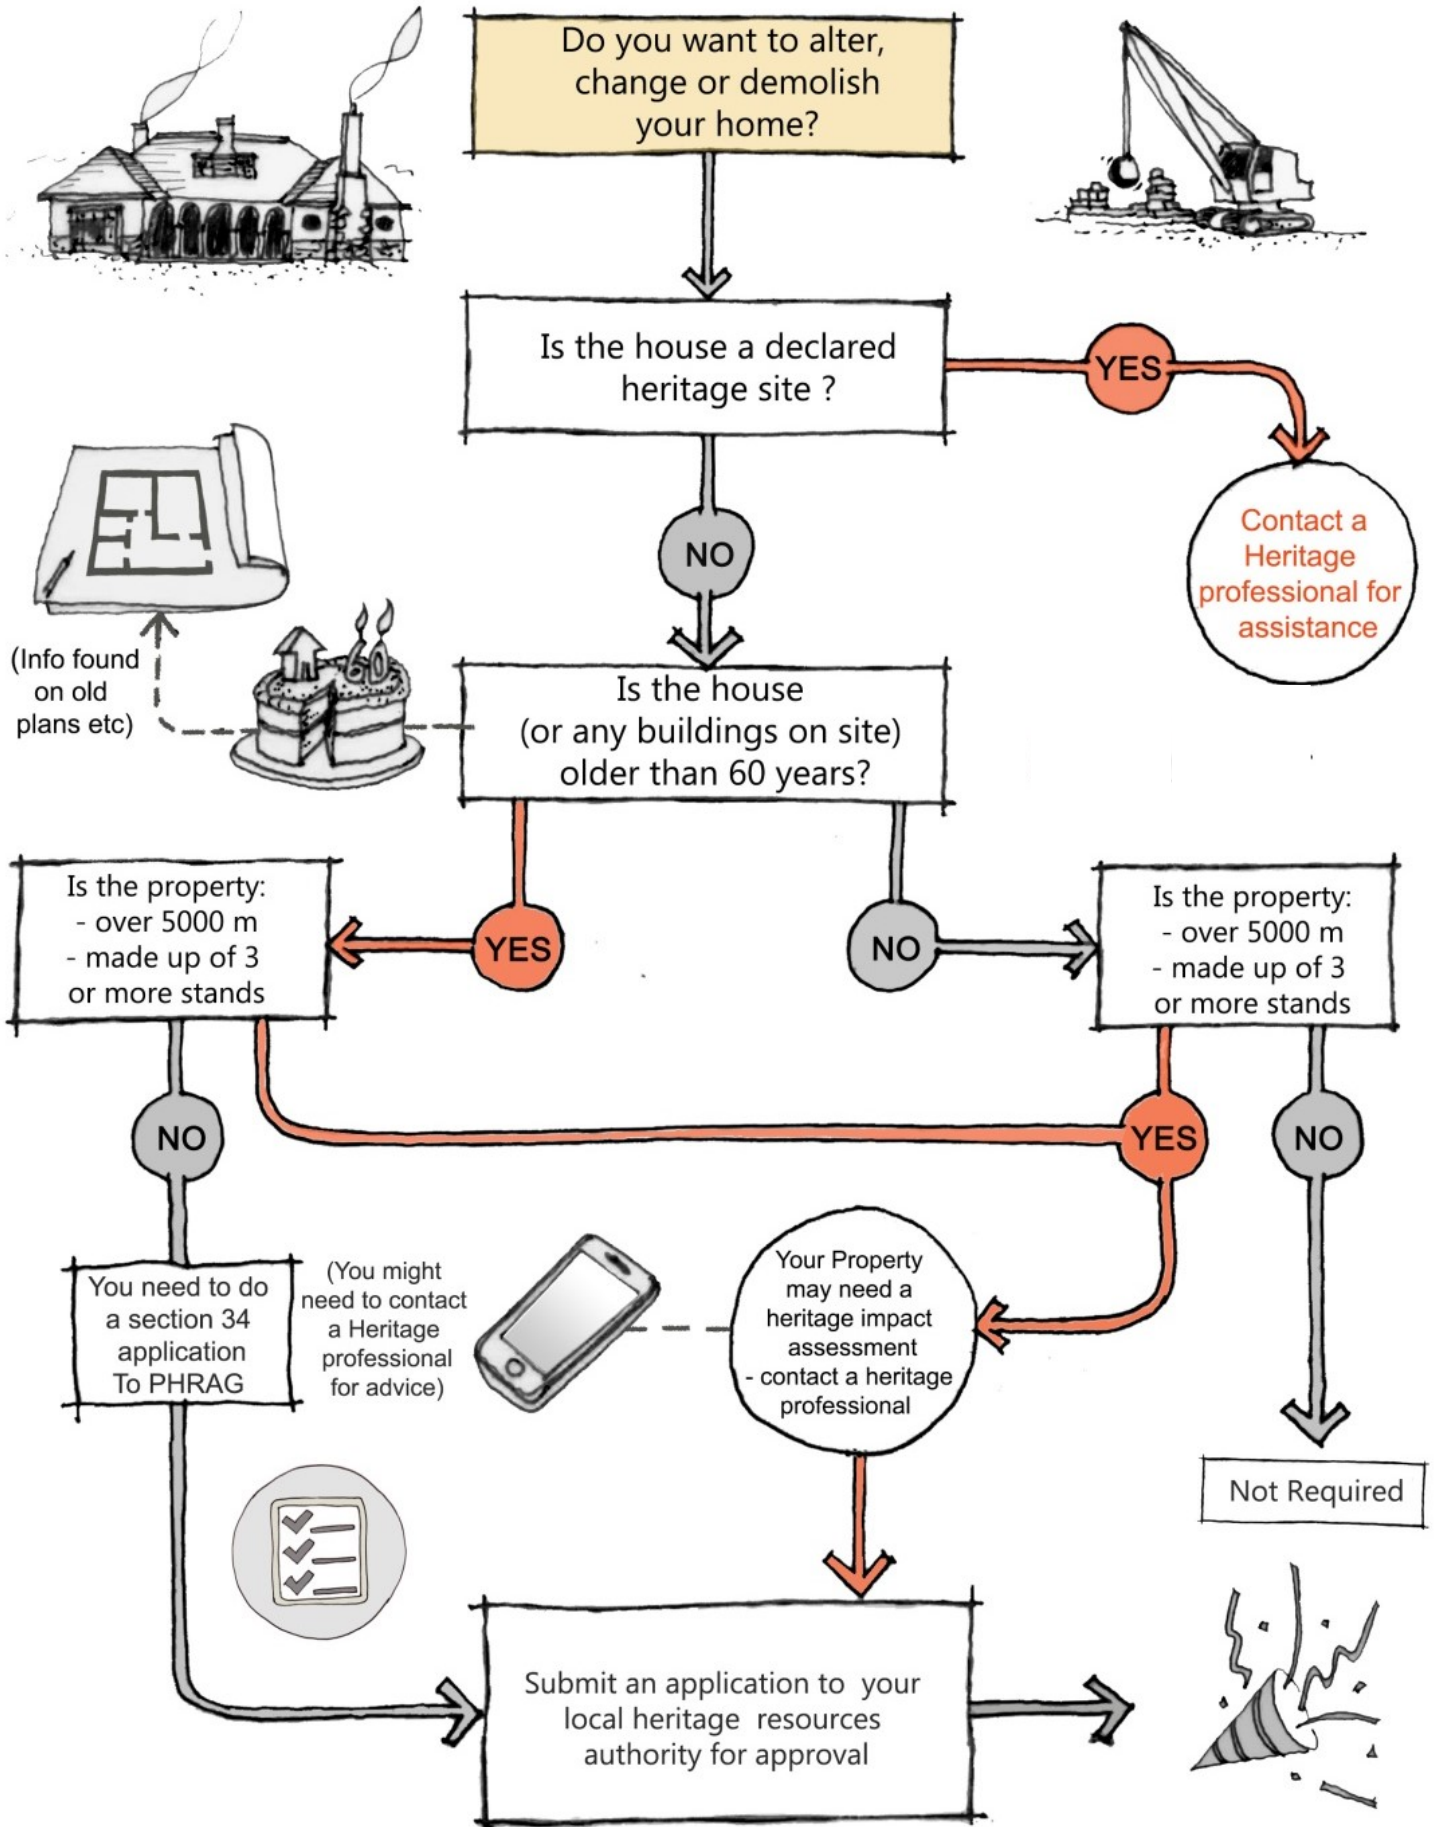 Do you want to alter,
change or demolish
your home?
Is the house a declared
heritage site ?
YES
Contact a
Heritage
professional for
assistance
NO
(Info found
on old
plans etc)
60
Is the house
(or any buildings on site)
older than 60 years?
YES
NO
Is the property:
- over 5000 m
- made up of 3
or more stands
Is the property:
- over 5000 m
- made up of 3
or more stands
NO
YES
NO
You need to do
a section 34
application
To PHRAG
(You might
need to contact
a Heritage
professional
for advice)
Your Property
may need a
heritage impact
assessment
- contact a heritage
professional
Not Required
Submit an application to your
local heritage resources
authority for approval